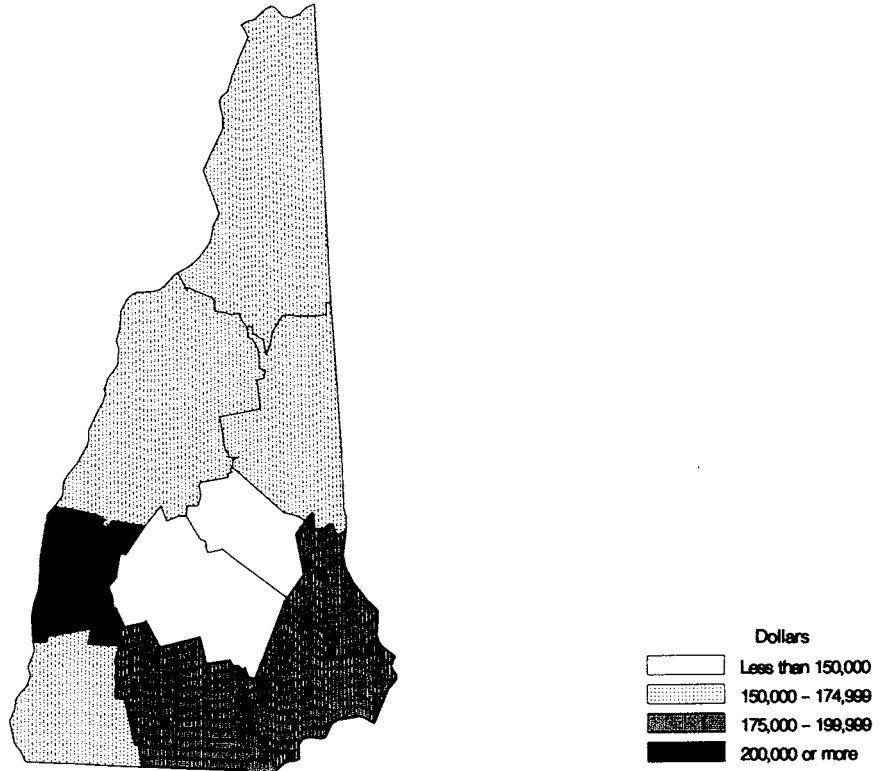 Dollars
Less than 150,000
150,000 - 174,999
175,000 - 199,999
200,000 or more